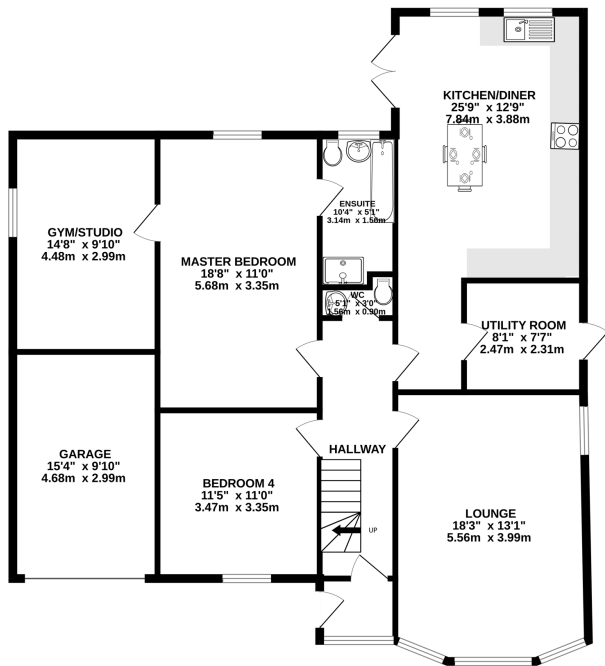 KITCHEN/DINER
25'9" x 12'9"
7.84m x 3.88m
ENSUITE
10'4" x 5'1"
3.14m x 1.56m
GYM/STUDIO
14'8" x 9'10"
4.48m x 2.99m
MASTER BEDROOM
18'8" x 11'0"
5.68m x 3.35m
WC
5'1" x 3'0"
1.56m x 0.90m
UTILITY ROOM
8'1" x 7'7"
2.47m x 2.31m
GARAGE
15'4" x 9'10"
4.68m x 2.99m
HALLWAY
BEDROOM 4
11'5" x 11'0"
3.47m x 3.35m
UP
LOUNGE
18'3" x 13'1"
5.56m x 3.99m